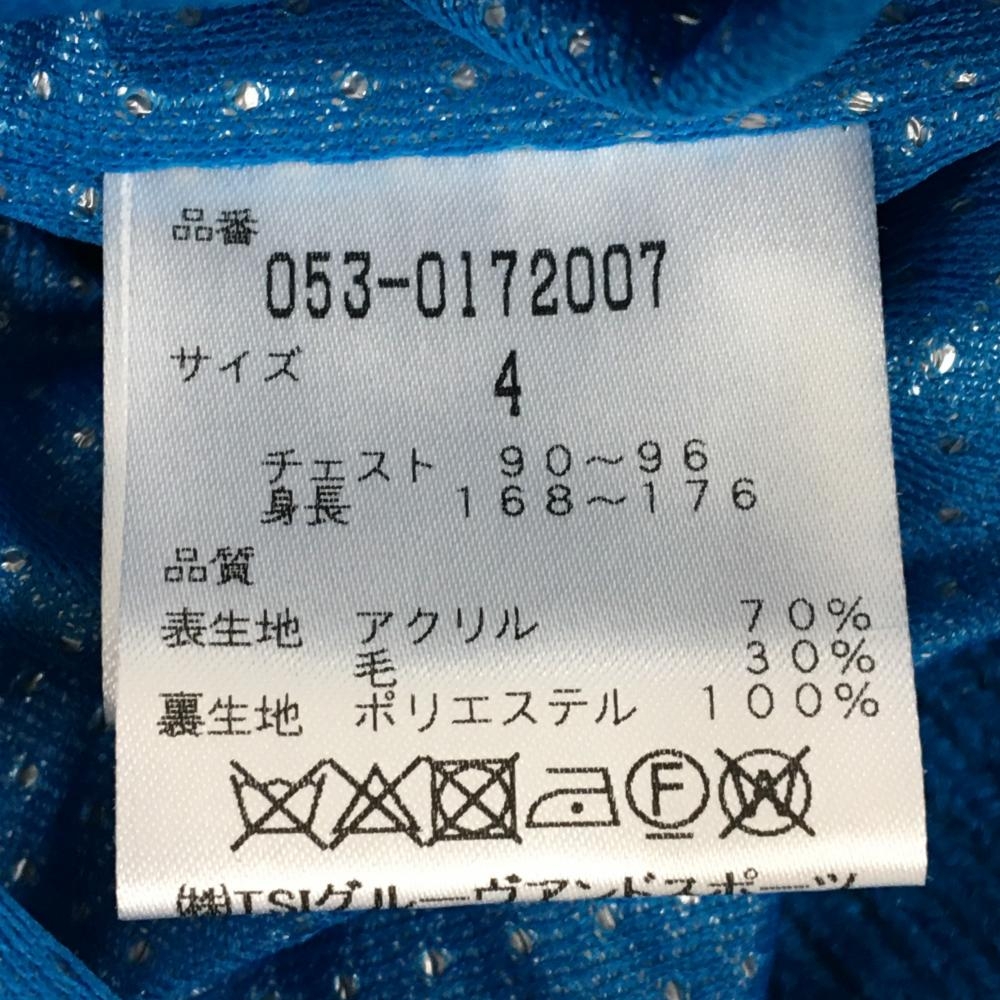 品番
053-0172007
サイズ 4
チェスト 90～96
身長 168～176
品質
表生地 アクリル 70%
毛 30%
裏生地 ポリエステル 100%
F W
㈱TSIグルーヴアンドスポーツ